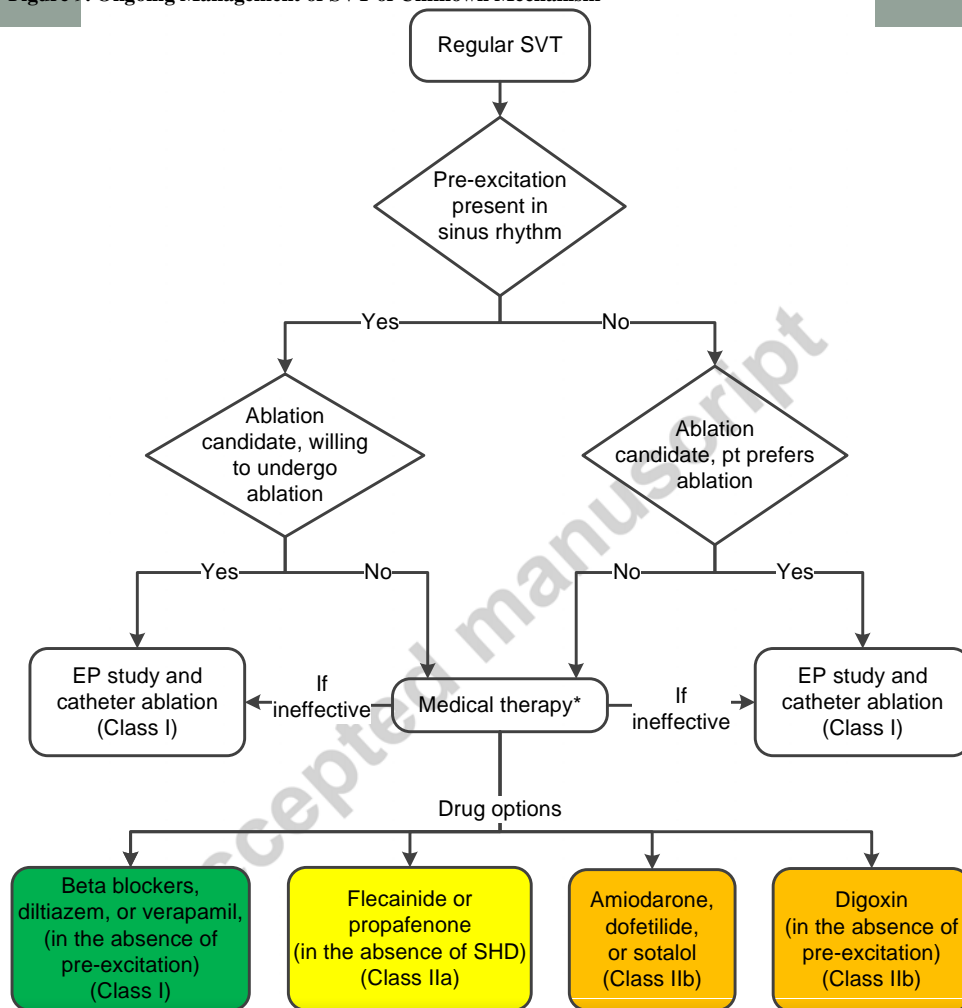 Regular SVT
Pre-excitation
present in
sinus rhythm
Yes
No
Ablation
candidate, willing
to undergo
ablation
Ablation
candidate, pt prefers
ablation
Yes
No
No
Yes
EP study and
catheter ablation
(Class I)
If
ineffective
Medical therapy*
If
ineffective
EP study and
catheter ablation
(Class I)
Drug options
Beta blockers,
diltiazem, or verapamil,
(in the absence of
pre-excitation)
(Class I)
Flecainide or
propafenone
(in the absence of SHD)
(Class IIa)
Amiodarone,
dofetilide,
or sotalol
(Class IIb)
Digoxin
(in the absence of
pre-excitation)
(Class IIb)
cepted manuscript